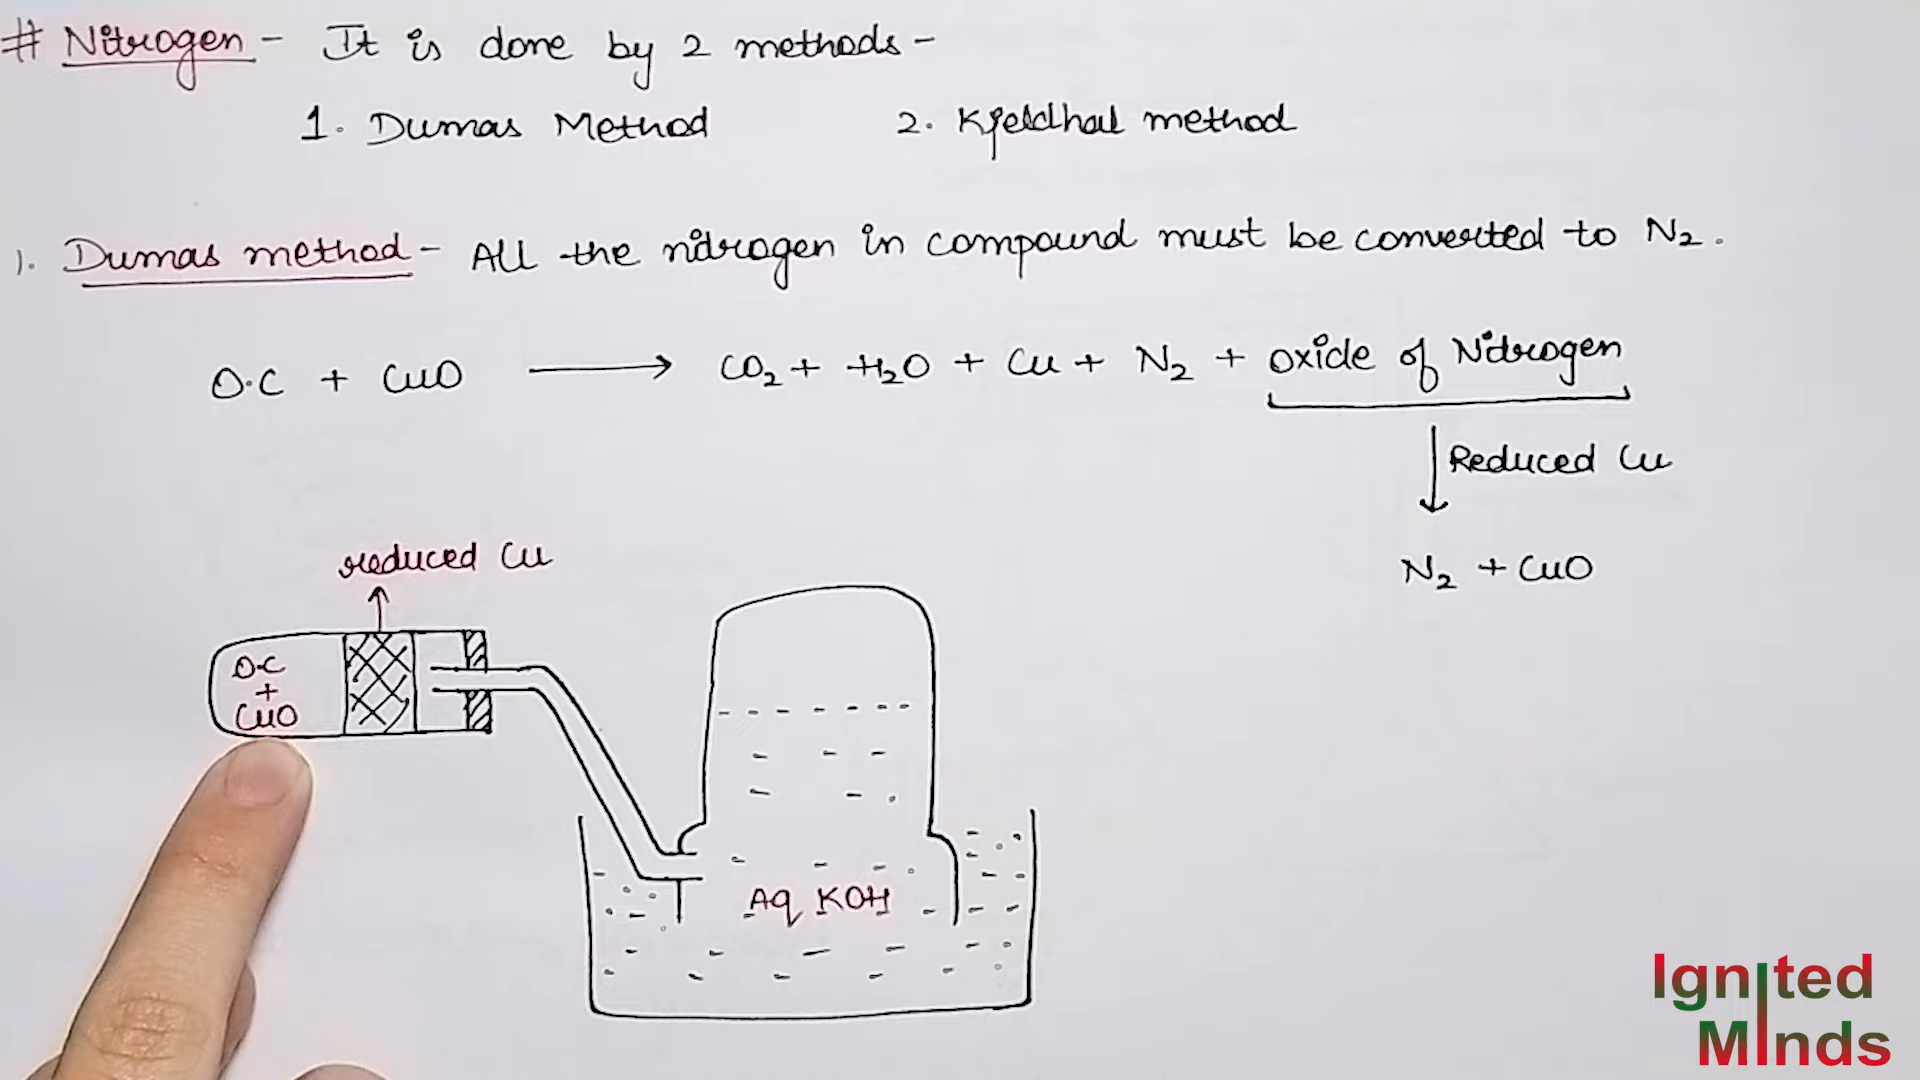 # Nitrogen - It is done by 2 methods -
1. Dumas Method 2. Kjeldhal method
1. Dumas method - All the nitrogen in compound must be converted to N₂.
O.C + CuO → CO₂ + H₂O + Cu + N₂ + oxide of Nitrogen
↓ Reduced Cu
N₂ + CuO
reduced Cu
O.C
+
CuO
Aq KOH
Ignited
Minds